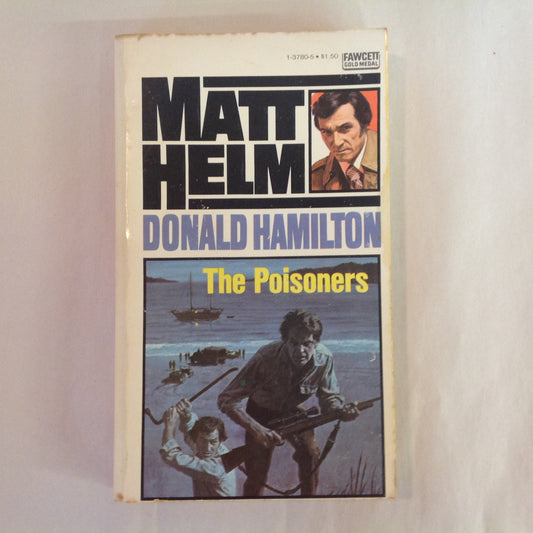 1-3780-5 • $1.50
FAWCETT
GOLD MEDAL
MATT
HELM
DONALD HAMILTON
The Poisoners